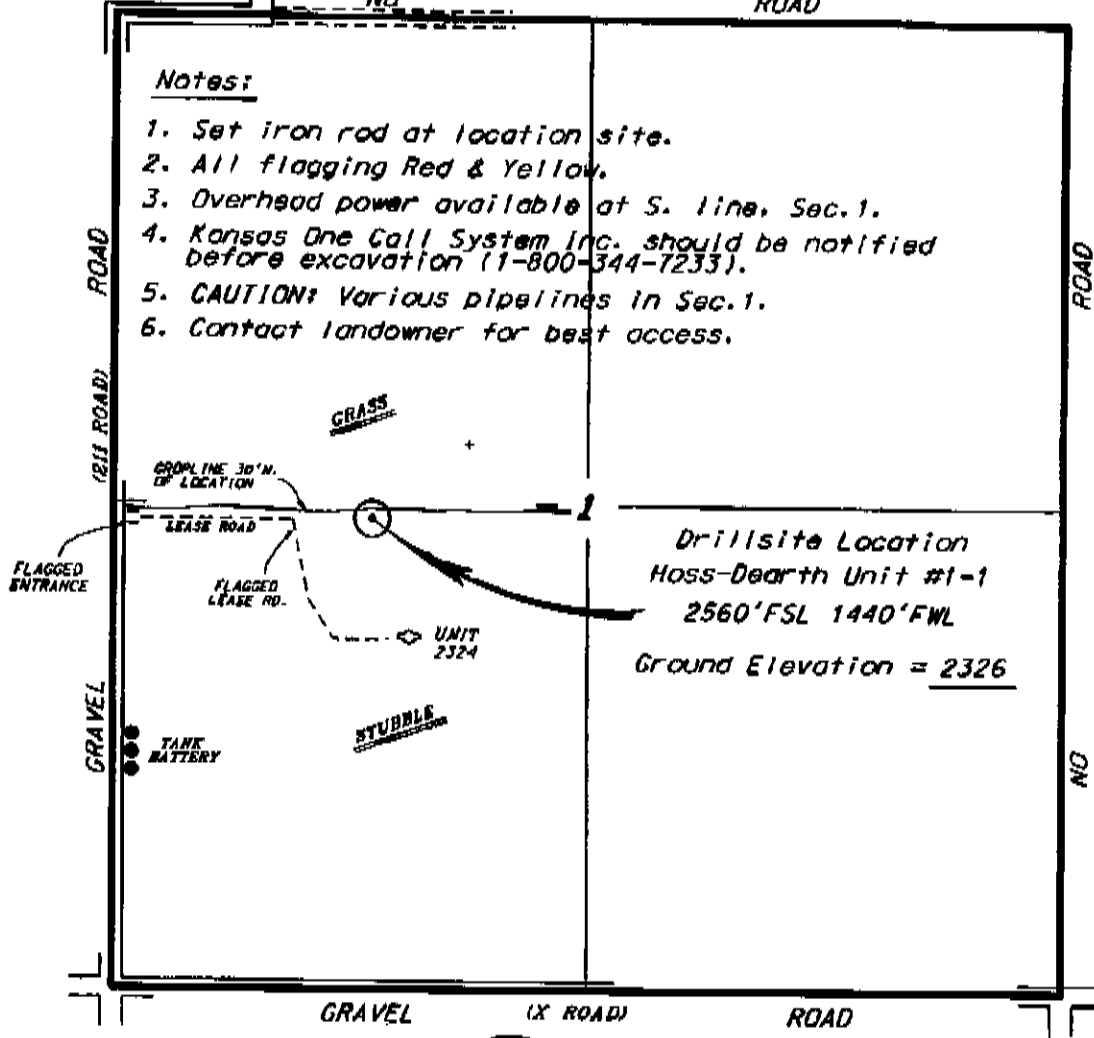 NO ROAD
Notes:
1. Set iron rod at location site.
2. All flagging Red & Yellow.
3. Overhead power available at S. line, Sec.1.
4. Kansas One Call System Inc. should be notified
before excavation (1-800-344-7233).
5. CAUTION: Various pipelines in Sec.1.
6. Contact landowner for best access.
ROAD
ROAD
(211 ROAD)
GRASS
CROPLINE 30'N.
OF LOCATION
LEASE ROAD
1
FLAGGED
ENTRANCE
FLAGGED
LEASE RD.
UNIT
2324
Drillsite Location
Hoss-Dearth Unit #1-1
2560'FSL 1440'FWL
Ground Elevation = 2326
STUBBLE
GRAVEL
TANK
BATTERY
NO
GRAVEL (X ROAD) ROAD